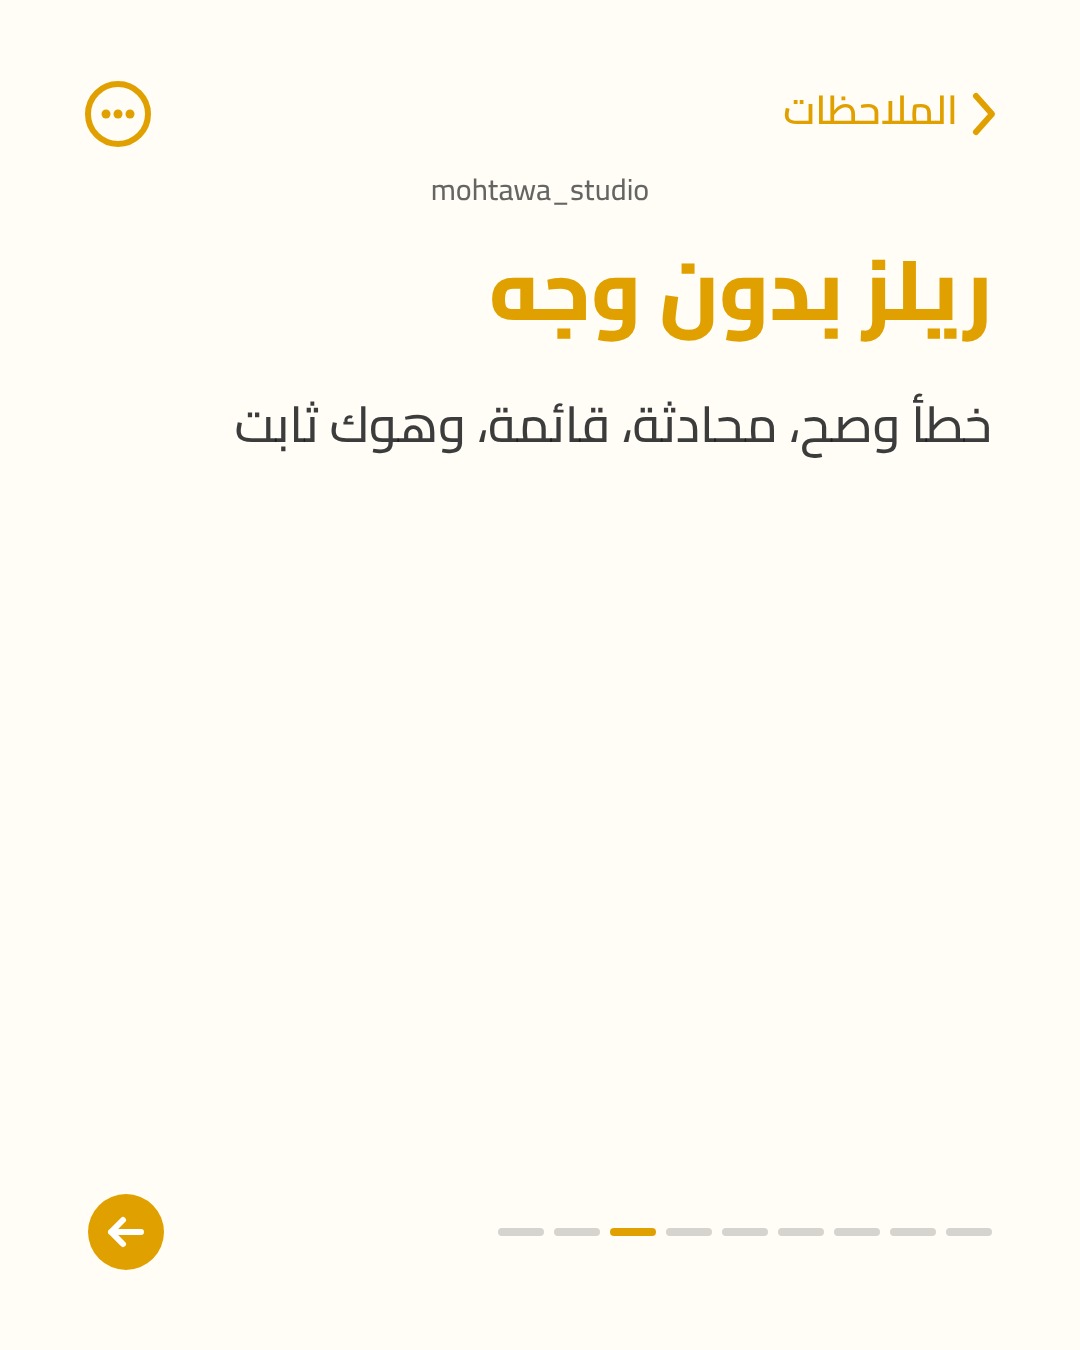 الملاحظات
mohtawa_studio
ريلز بدون وجه
خطأ وصح، محادثة، قائمة، وهوك ثابت